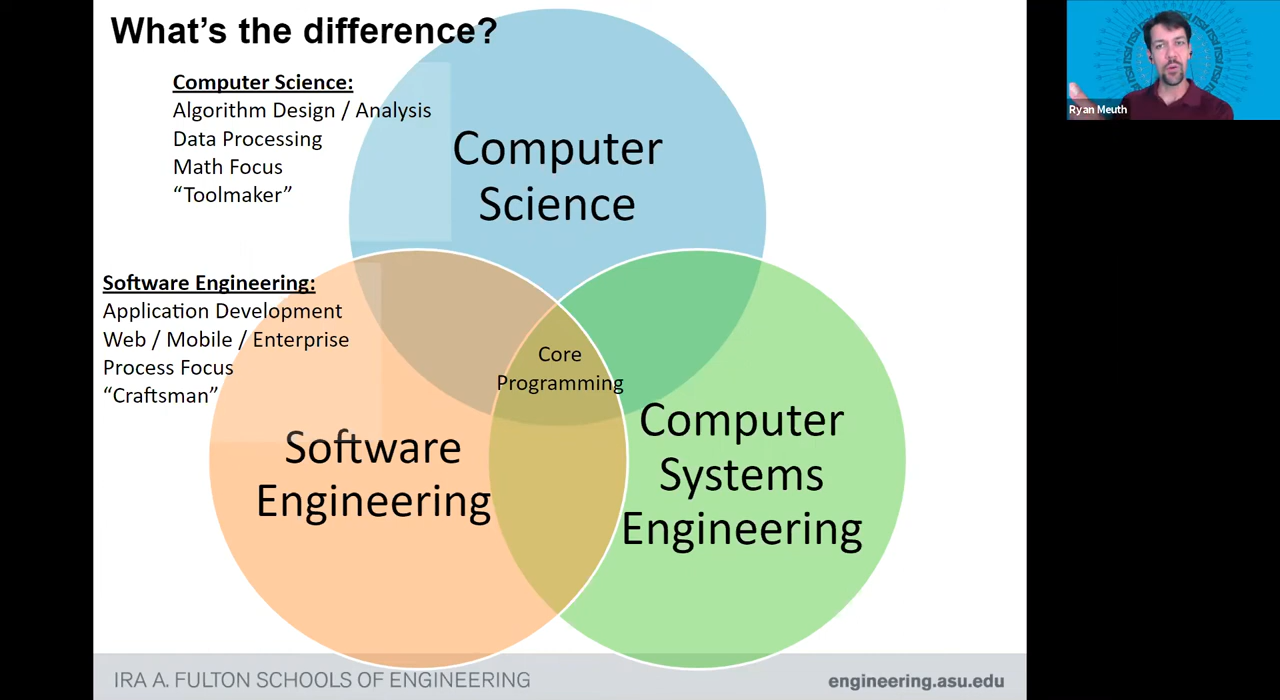 What's the difference?
Computer Science:
Algorithm Design / Analysis
Data Processing
Math Focus
“Toolmaker”
Computer
Science
Software Engineering:
Application Development
Web / Mobile / Enterprise
Process Focus
“Craftsman”
Core
Programming
Software
Engineering
Computer
Systems
Engineering
IRA A. FULTON SCHOOLS OF ENGINEERING
engineering.asu.edu
Ryan Meuth